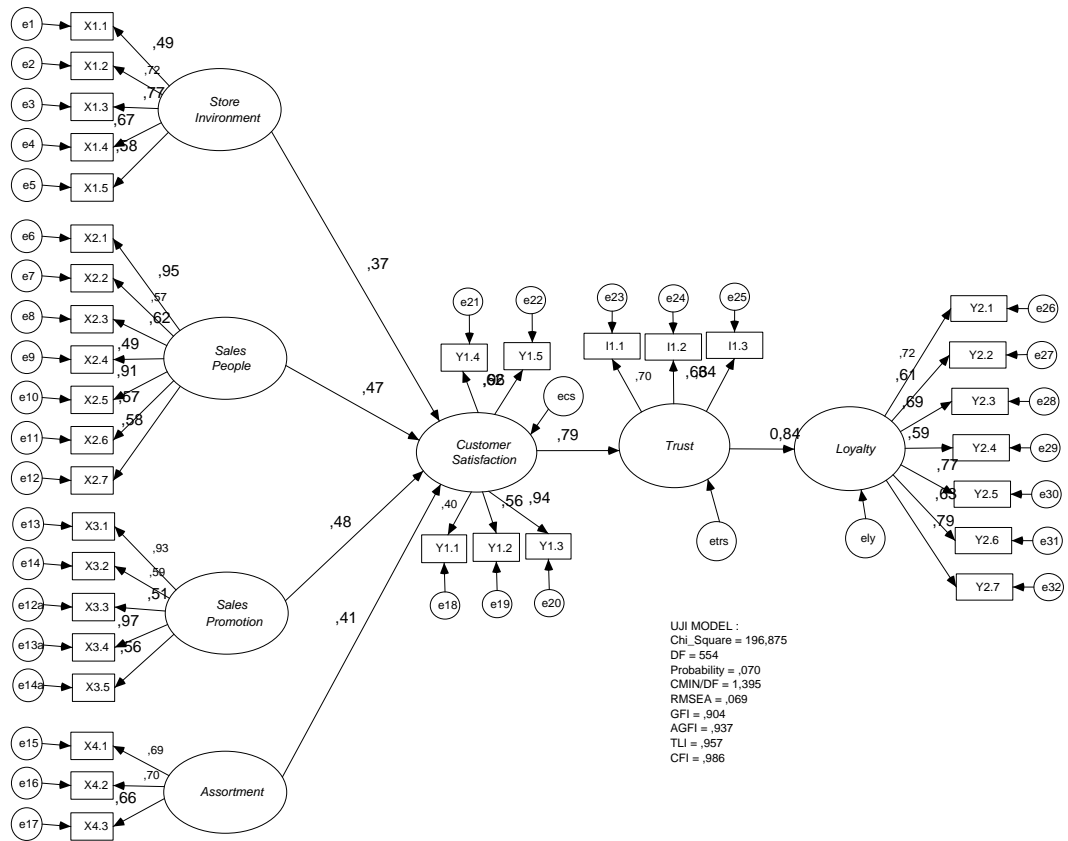 e1
X1.1
,49
e2
X1.2
,72
e3
X1.3
,77
e4
X1.4
,67
e5
X1.5
,58
Store
Invironment
,37
e6
X2.1
,95
e7
X2.2
,57
e8
X2.3
,62
e9
X2.4
,49
e10
X2.5
,91
e11
X2.6
,57
e12
X2.7
,58
Sales
People
,47
e13
X3.1
,93
e14
X3.2
,59
e12a
X3.3
,51
e13a
X3.4
,97
e14a
X3.5
,56
Sales
Promotion
,48
e15
X4.1
,69
e16
X4.2
,70
e17
X4.3
,66
Assortment
,41
e21
e22
Y1.4
Y1.5
ecs
Customer
Satisfaction
,79
,40
,56
,94
Y1.1
Y1.2
Y1.3
e18
e19
e20
e23
e24
e25
I1.1
I1.2
I1.3
,70
Trust
0,84
etrs
Loyalty
ely
Y2.1
e26
,72
Y2.2
e27
,61
Y2.3
e28
,69
Y2.4
e29
,59
Y2.5
e30
,77
Y2.6
e31
Y2.7
e32
,79
UJI MODEL :
Chi_Square = 196,875
DF = 554
Probability = ,070
CMIN/DF = 1,395
RMSEA = ,069
GFI = ,904
AGFI = ,937
TLI = ,957
CFI = ,986